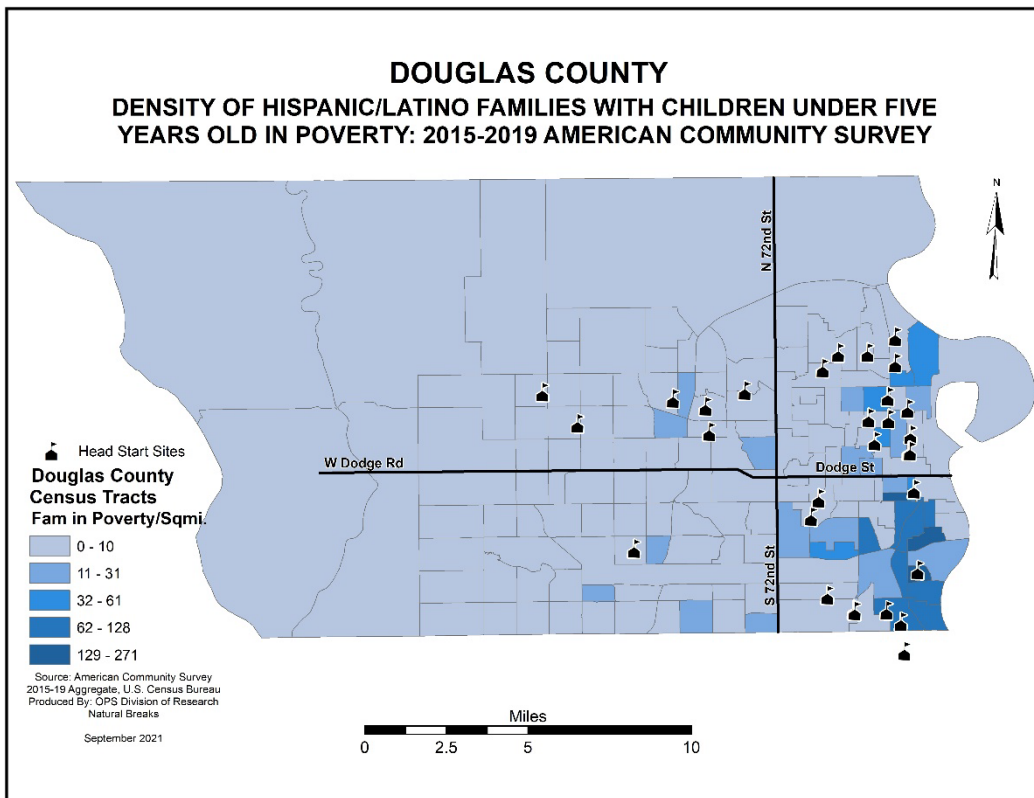 DOUGLAS COUNTY
DENSITY OF HISPANIC/LATINO FAMILIES WITH CHILDREN UNDER FIVE
YEARS OLD IN POVERTY: 2015-2019 AMERICAN COMMUNITY SURVEY
N
N 72nd St
W Dodge Rd
Dodge St
S 72nd St
Head Start Sites
Douglas County
Census Tracts
Fam in Poverty/Sqmi.
0 - 10
11 - 31
32 - 61
62 - 128
129 - 271
Source: American Community Survey
2015-19 Aggregate, U.S. Census Bureau
Produced By: OPS Division of Research
Natural Breaks
September 2021
Miles
0 2.5 5 10